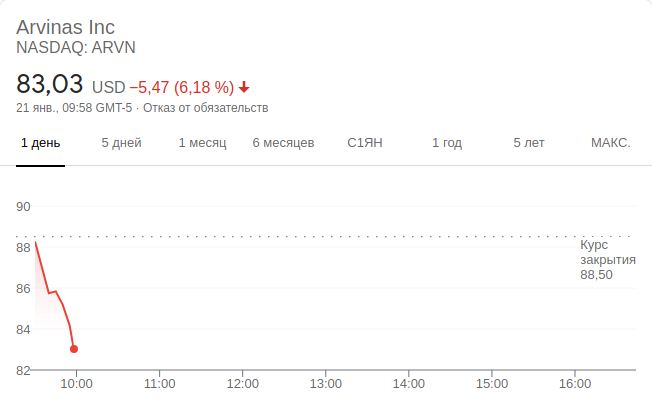 Arvinas Inc
NASDAQ: ARVN
83,03 USD −5,47 (6,18 %)
21 янв., 09:58 GMT-5 · Отказ от обязательств
1 день 5 дней 1 месяц 6 месяцев С1ЯН 1 год 5 лет МАКС.
90
88
86
84
82
Курс
закрытия
88,50
10:00 11:00 12:00 13:00 14:00 15:00 16:00